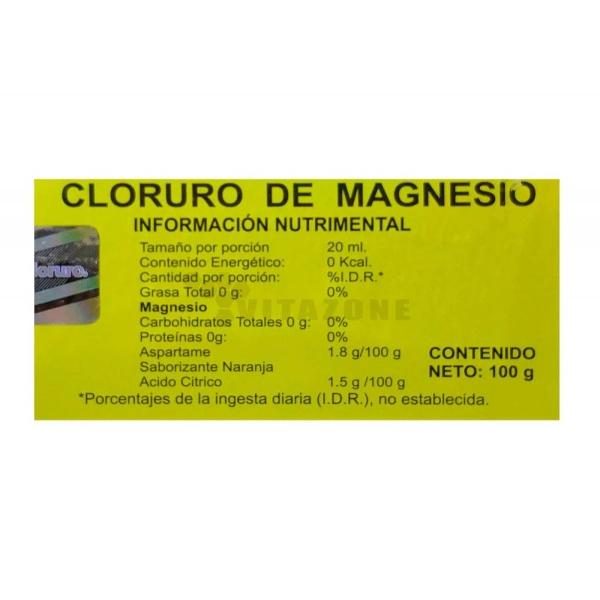 CLORURO DE MAGNESIO
INFORMACIÓN NUTRIMENTAL
Tamaño por porción 20 ml.
Contenido Energético: 0 Kcal.
Cantidad por porción: %I.D.R.*
Grasa Total 0 g: 0%
Magnesio
Carbohidratos Totales 0 g: 0%
Proteínas 0g: 0%
Aspartame 1.8 g/100 g
Saborizante Naranja
Acido Citrico 1.5 g /100 g
*Porcentajes de la ingesta diaria (I.D.R.), no establecida.
CONTENIDO
NETO: 100 g
VITAZONE
loruro